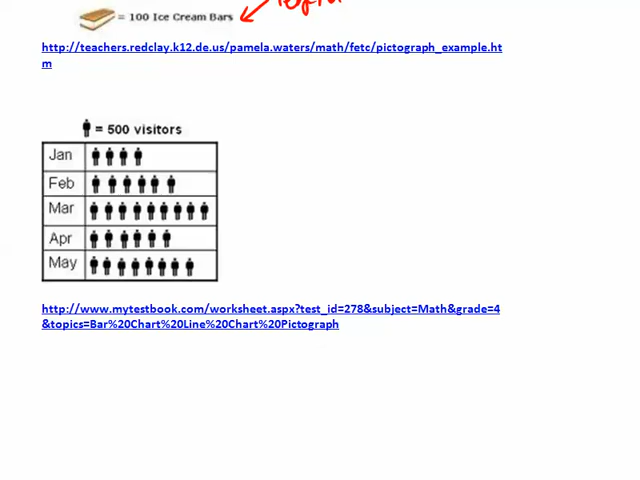 = 100 Ice Cream Bars
http://teachers.redclay.k12.de.us/pamela.waters/math/fetc/pictograph_example.ht
m
= 500 visitors
Jan
Feb
Mar
Apr
May
http://www.mytestbook.com/worksheet.aspx?test_id=278&subject=Math&grade=4
&topics=Bar%20Chart%20Line%20Chart%20Pictograph